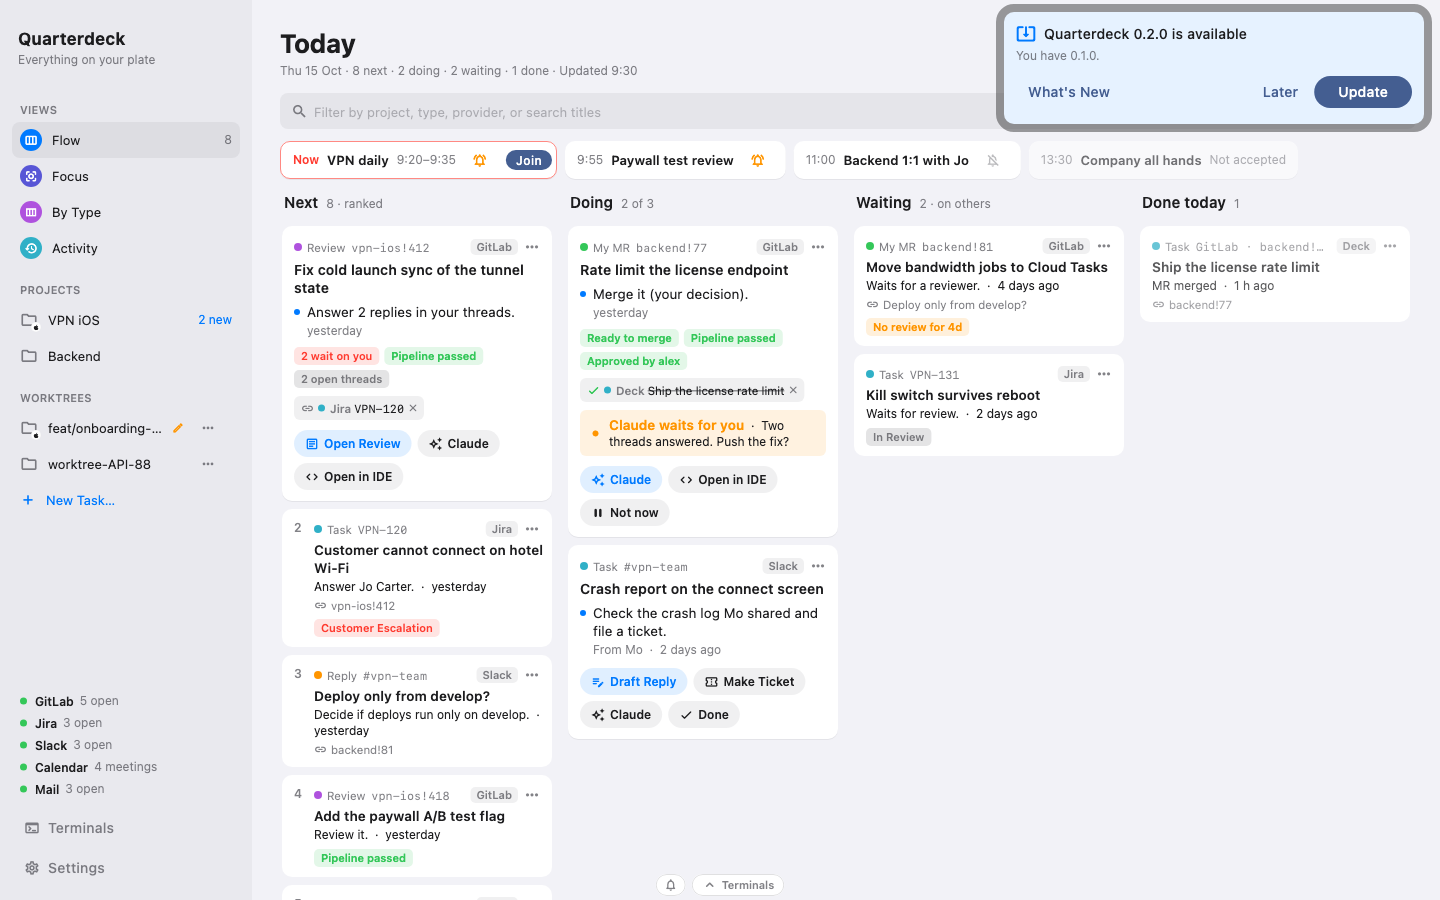 Quarterdeck
Everything on your plate
VIEWS
Flow 8
Focus
By Type
Activity
PROJECTS
VPN iOS 2 new
Backend
WORKTREES
feat/onboarding-...
worktree-API-88
New Task...
GitLab 5 open
Jira 3 open
Slack 3 open
Calendar 4 meetings
Mail 3 open
Terminals
Settings
Today
Thu 15 Oct · 8 next · 2 doing · 2 waiting · 1 done · Updated 9:30
Filter by project, type, provider, or search titles
Quarterdeck 0.2.0 is available
You have 0.1.0.
What's New Later Update
Now VPN daily 9:20–9:35 Join
9:55 Paywall test review
11:00 Backend 1:1 with Jo
13:30 Company all hands Not accepted
Next 8 · ranked
Review vpn-ios!412 GitLab
Fix cold launch sync of the tunnel
state
Answer 2 replies in your threads.
yesterday
2 wait on you Pipeline passed
2 open threads
Jira VPN-120
Open Review Claude
Open in IDE
2 Task VPN-120 Jira
Customer cannot connect on hotel
Wi-Fi
Answer Jo Carter. · yesterday
vpn-ios!412
Customer Escalation
3 Reply #vpn-team Slack
Deploy only from develop?
Decide if deploys run only on develop. ·
yesterday
backend!81
4 Review vpn-ios!418 GitLab
Add the paywall A/B test flag
Review it. · yesterday
Pipeline passed
Doing 2 of 3
My MR backend!77 GitLab
Rate limit the license endpoint
Merge it (your decision).
yesterday
Ready to merge Pipeline passed
Approved by alex
Deck Ship the license rate limit
Claude waits for you · Two
threads answered. Push the fix?
Claude Open in IDE
Not now
Task #vpn-team Slack
Crash report on the connect screen
Check the crash log Mo shared and
file a ticket.
From Mo · 2 days ago
Draft Reply Make Ticket
Claude Done
Waiting 2 · on others
My MR backend!81 GitLab
Move bandwidth jobs to Cloud Tasks
Waits for a reviewer. · 4 days ago
Deploy only from develop?
No review for 4d
Task VPN-131 Jira
Kill switch survives reboot
Waits for review. · 2 days ago
In Review
Done today 1
Task GitLab · backend!… Deck
Ship the license rate limit
MR merged · 1 h ago
backend!77
Terminals